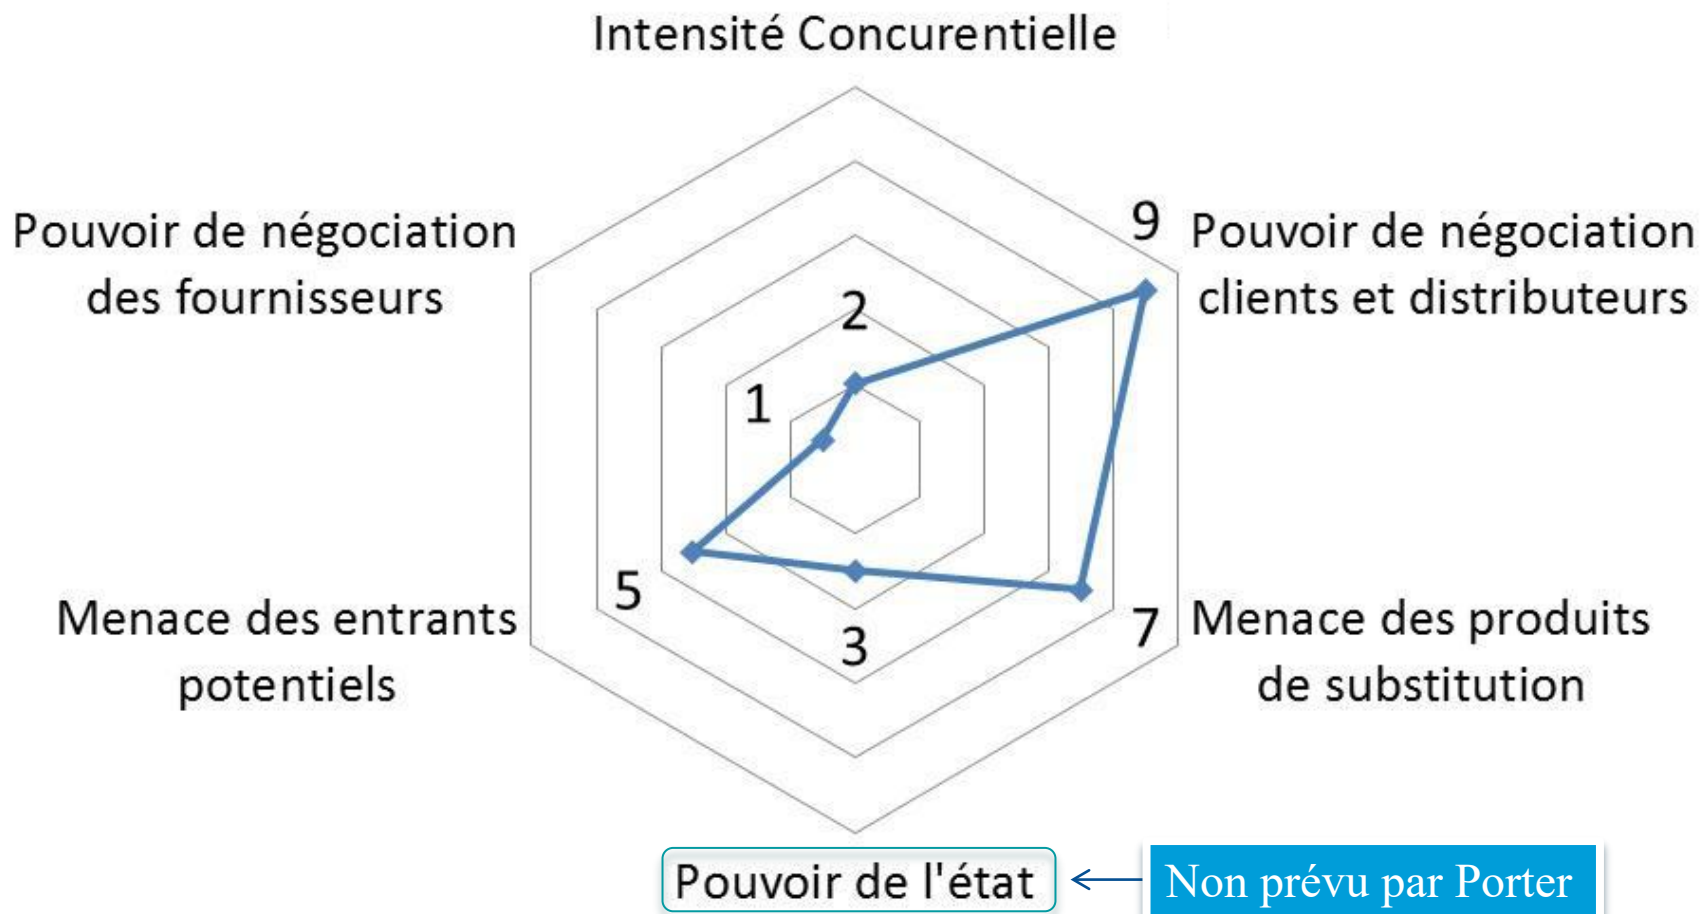 Intensité Concurentielle
Pouvoir de négociation
des fournisseurs
9
Pouvoir de négociation
clients et distributeurs
2
1
5
Menace des entrants
potentiels
3
7
Menace des produits
de substitution
Pouvoir de l'état
Non prévu par Porter